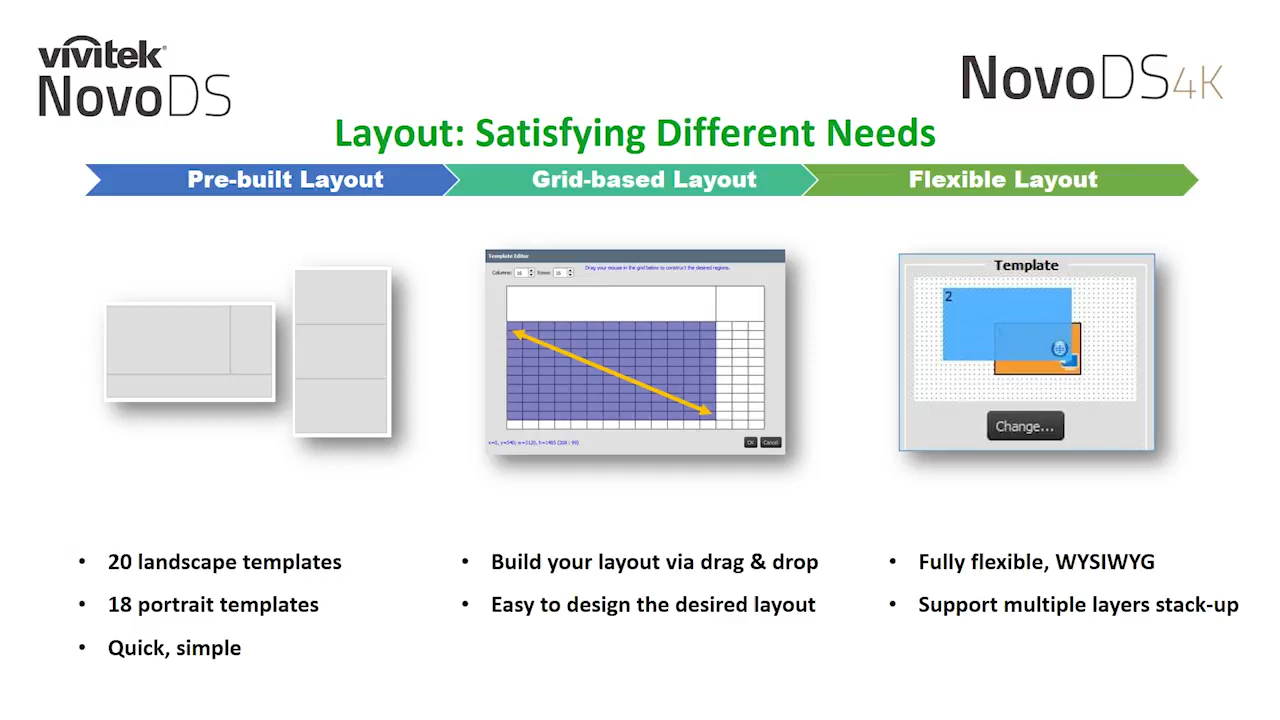 vivitek
NovoDS
NovoDS4K
Layout: Satisfying Different Needs
Pre-built Layout
Grid-based Layout
Flexible Layout
Template Editor
Columns: 16 Rows: 16
Drag your mouse in the grid below to construct the desired regions.
OK Cancel
Template
2
Change...
• 20 landscape templates
• 18 portrait templates
• Quick, simple
• Build your layout via drag & drop
• Easy to design the desired layout
• Fully flexible, WYSIWYG
• Support multiple layers stack-up